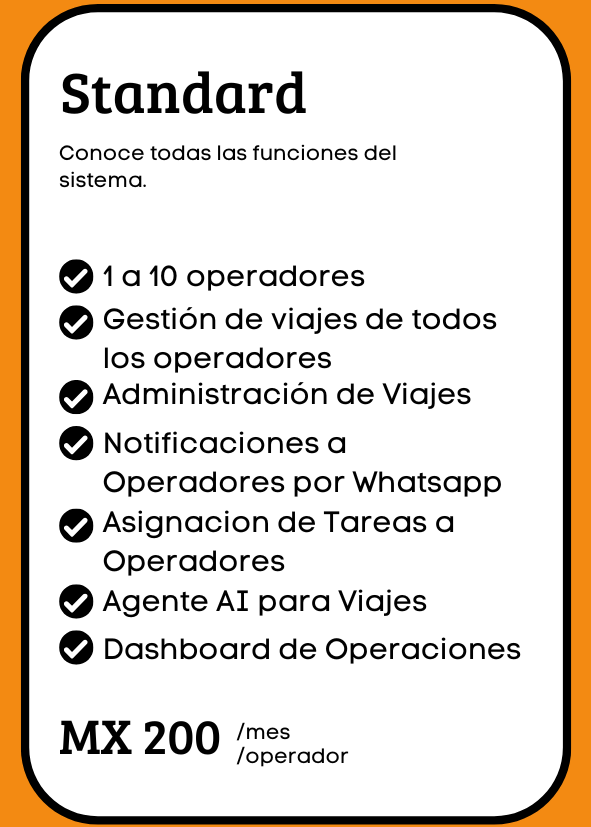 Standard
Conoce todas las funciones del
sistema.
1 a 10 operadores
Gestión de viajes de todos
los operadores
Administración de Viajes
Notificaciones a
Operadores por Whatsapp
Asignacion de Tareas a
Operadores
Agente AI para Viajes
Dashboard de Operaciones
MX 200 /mes
/operador